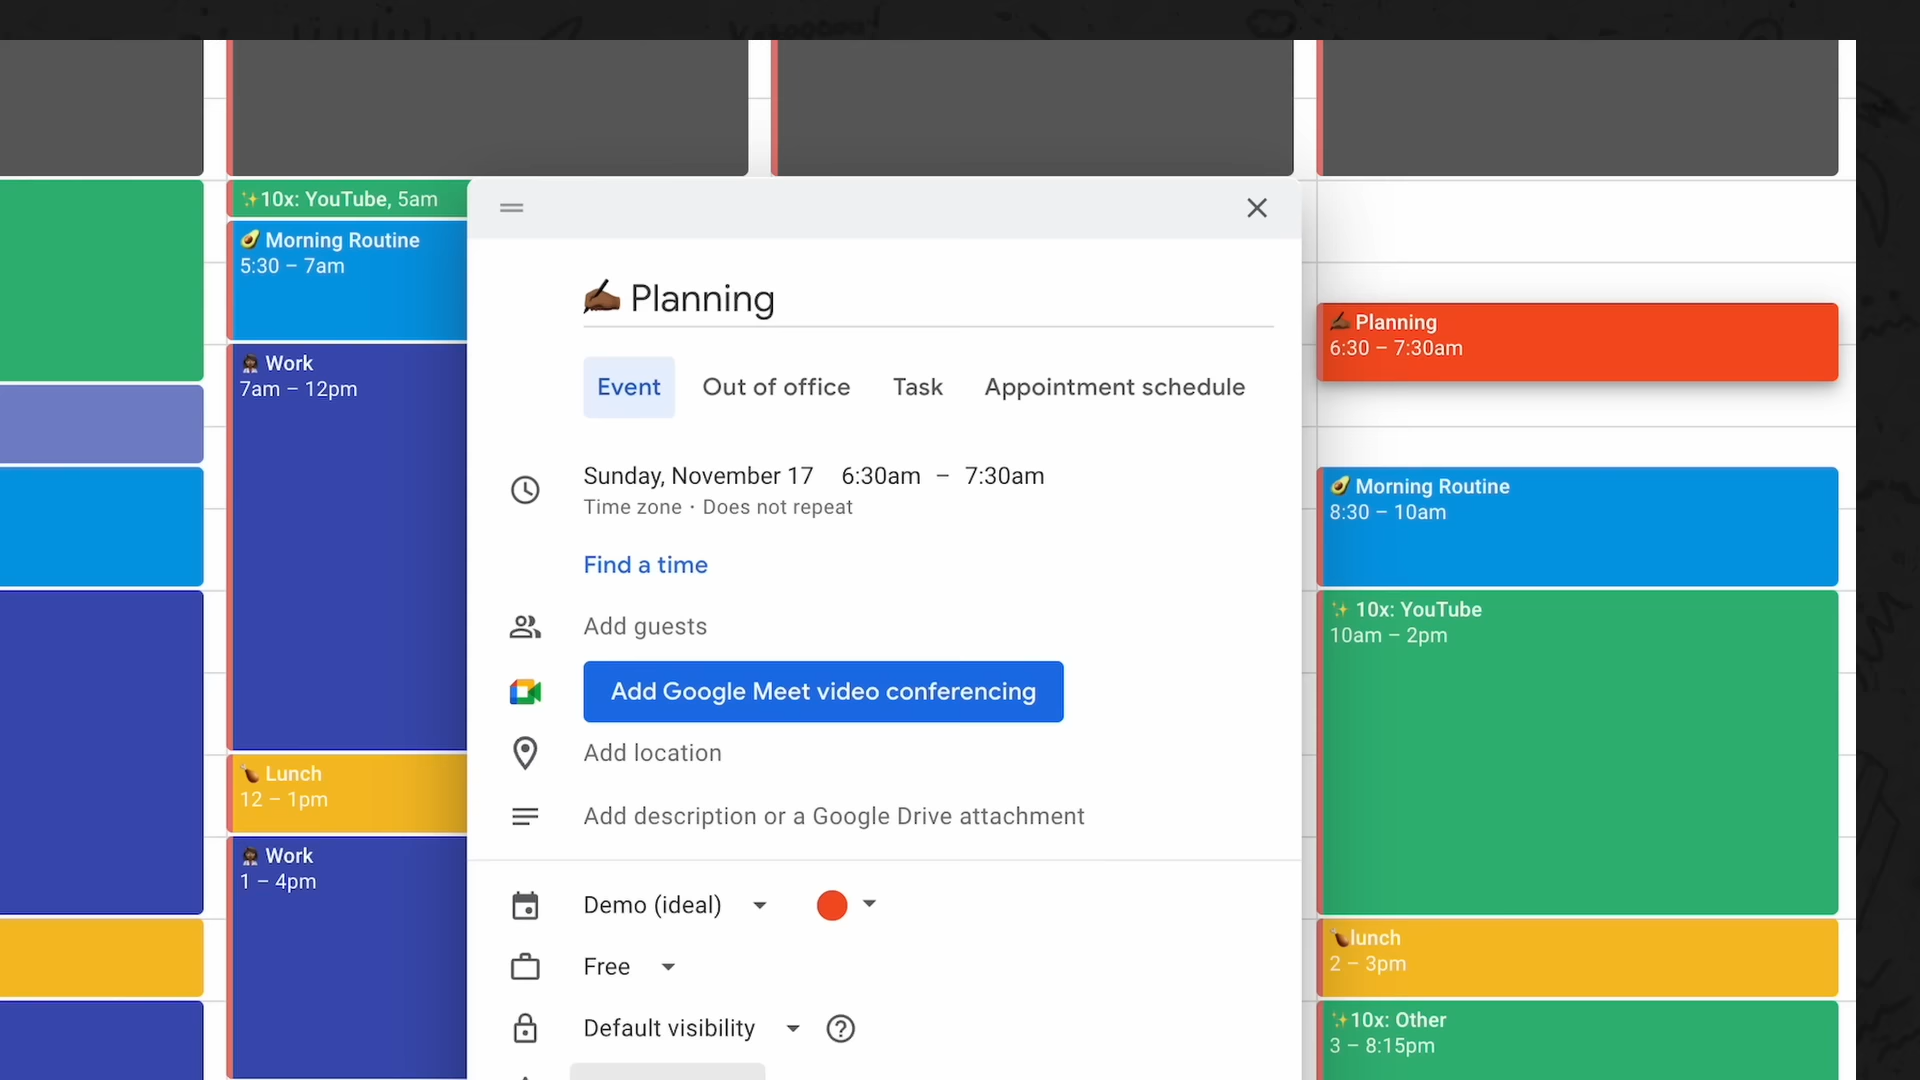 ✨10x: YouTube, 5am
🥑 Morning Routine
5:30 – 7am
Work
7am – 12pm
🍗 Lunch
12 – 1pm
Work
1 – 4pm
✍🏾 Planning
Event Out of office Task Appointment schedule
Sunday, November 17 6:30am – 7:30am
Time zone · Does not repeat
Find a time
Add guests
Add Google Meet video conferencing
Add location
Add description or a Google Drive attachment
Demo (ideal)
Free
Default visibility
✍🏾 Planning
6:30 – 7:30am
🥑 Morning Routine
8:30 – 10am
✨ 10x: YouTube
10am – 2pm
🍗lunch
2 – 3pm
✨10x: Other
3 – 8:15pm